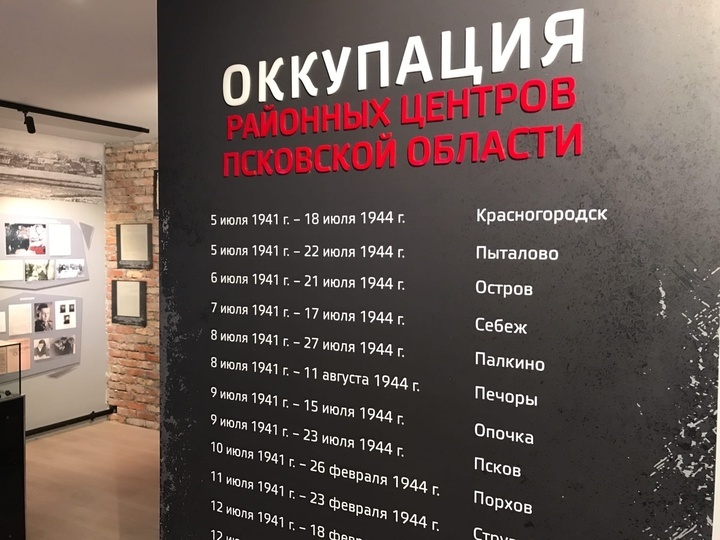 ОККУПАЦИЯ
РАЙОННЫХ ЦЕНТРОВ
ПСКОВСКОЙ ОБЛАСТИ
5 июля 1941 г. – 18 июля 1944 г. Красногородск
5 июля 1941 г. – 22 июля 1944 г. Пыталово
6 июля 1941 г. – 21 июля 1944 г. Остров
7 июля 1941 г. – 17 июля 1944 г. Себеж
8 июля 1941 г. – 27 июля 1944 г. Палкино
8 июля 1941 г. – 11 августа 1944 г. Печоры
9 июля 1941 г. – 15 июля 1944 г. Опочка
9 июля 1941 г. – 23 июля 1944 г. Псков
10 июля 1941 г. – 26 февраля 1944 г. Порхов
11 июля 1941 г. – 23 февраля 1944 г.
12 июля 1941 г. – 18
12